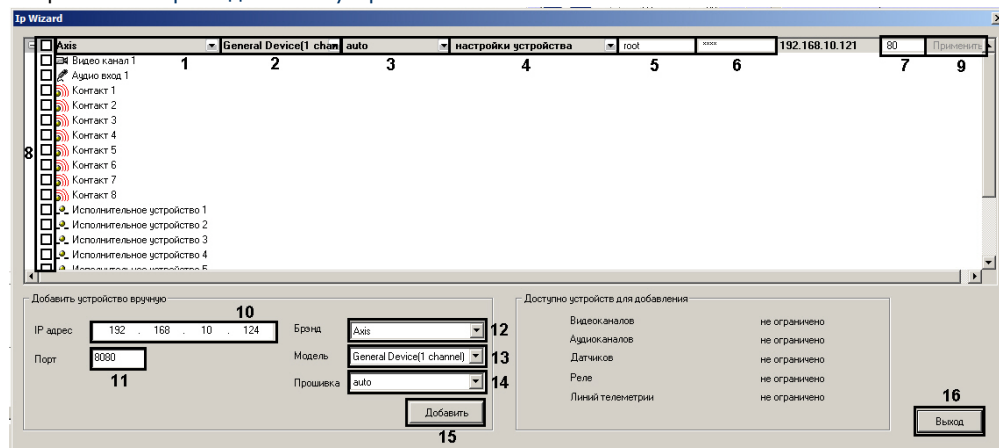 Ip Wizard
Axis General Device(1 chan auto настройки устройства root **** 192.168.10.121 80 Применить
Видео канал 1 1 2 3 4 5 6 7 9
Аудио вход 1
Контакт 1
Контакт 2
Контакт 3
Контакт 4
8 Контакт 5
Контакт 6
Контакт 7
Контакт 8
Исполнительное устройство 1
Исполнительное устройство 2
Исполнительное устройство 3
Исполнительное устройство 4
Исполнительное устройство 5
Добавить устройство вручную
10
IP адрес 192 . 168 . 10 . 124 Брэнд Axis 12
Порт 8080 Модель General Device(1 channel) 13
11 Прошивка auto 14
Добавить
15
Доступно устройств для добавления
Видеоканалов не ограничено
Аудиоканалов не ограничено
Датчиков не ограничено
Реле не ограничено
Линий телеметрии не ограничено
16
Выход